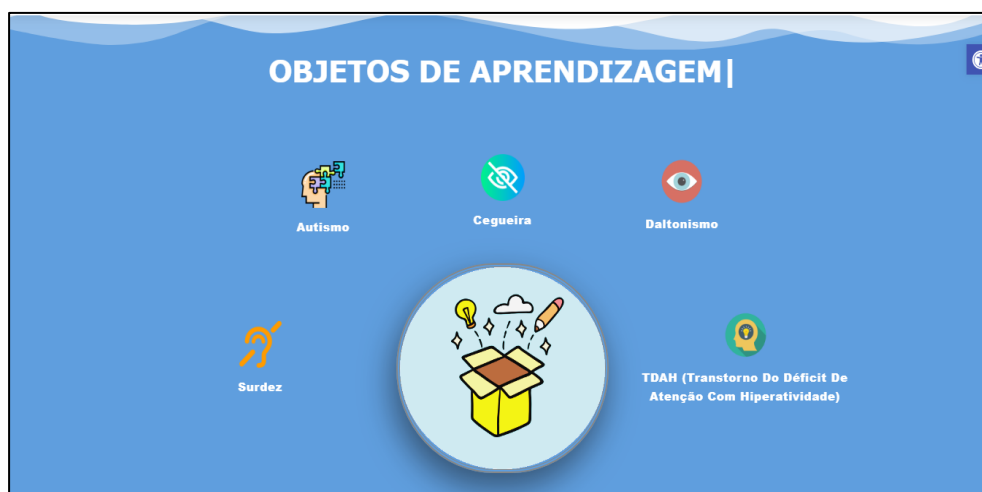 OBJETOS DE APRENDIZAGEM|
Autismo
Cegueira
Daltonismo
Surdez
TDAH (Transtorno Do Déficit De
Atenção Com Hiperatividade)